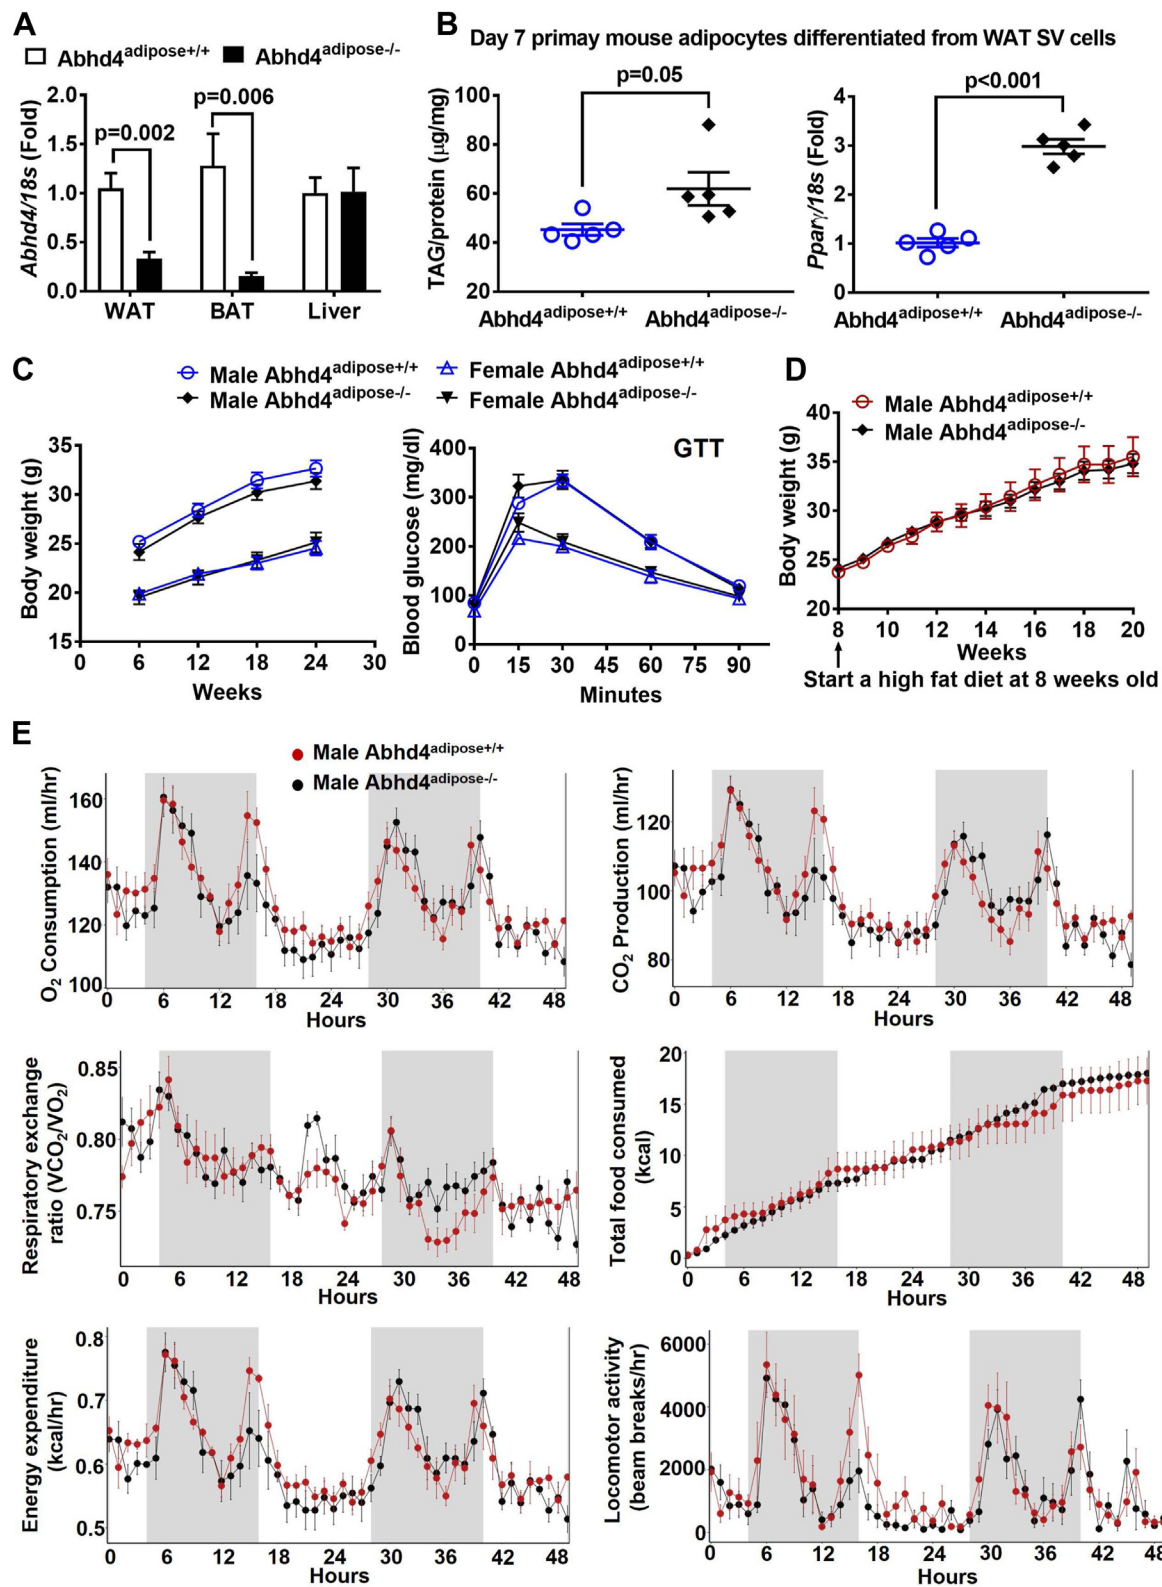 A
Abhd4adipose+/+ Abhd4adipose-/-
2.0
1.5
1.0
0.5
0.0
Abhd4/18s (Fold)
p=0.002
p=0.006
WAT BAT Liver
B
Day 7 primay mouse adipocytes differentiated from WAT SV cells
p=0.05
100
80
60
40
20
TAG/protein (µg/mg)
Abhd4adipose+/+ Abhd4adipose-/-
p<0.001
4
3
2
1
0
Pparγ/18s (Fold)
Abhd4adipose+/+ Abhd4adipose-/-
C
Male Abhd4adipose+/+ Female Abhd4adipose+/+
Male Abhd4adipose-/- Female Abhd4adipose-/-
35
30
25
20
15
Body weight (g)
0 6 12 18 24 30
Weeks
GTT
400
300
200
100
0
Blood glucose (mg/dl)
0 15 30 45 60 75 90
Minutes
D
Male Abhd4adipose+/+
Male Abhd4adipose-/-
40
35
30
25
20
Body weight (g)
8 10 12 14 16 18 20
Weeks
Start a high fat diet at 8 weeks old
E
Male Abhd4adipose+/+
Male Abhd4adipose-/-
160
140
120
100
O2 Consumption (ml/hr)
0 6 12 18 24 30 36 42 48
Hours
120
100
80
CO2 Production (ml/hr)
0 6 12 18 24 30 36 42 48
Hours
0.85
0.80
0.75
Respiratory exchange
ratio (VCO2/VO2)
0 6 12 18 24 30 36 42 48
Hours
20
15
10
5
0
Total food consumed
(kcal)
0 6 12 18 24 30 36 42 48
Hours
0.8
0.7
0.6
0.5
Energy expenditure
(kcal/hr)
0 6 12 18 24 30 36 42 48
Hours
6000
4000
2000
0
Locomotor activity
(beam breaks/hr)
0 6 12 18 24 30 36 42 48
Hours